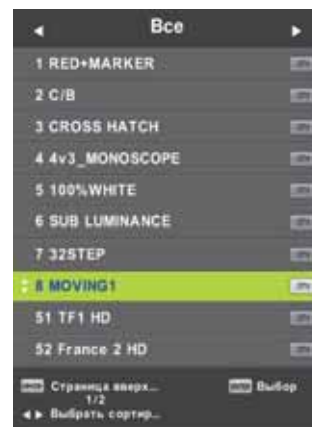 Все
1 RED+MARKER
2 C/B
3 CROSS HATCH
4 4v3_MONOSCOPE
5 100%WHITE
6 SUB LUMINANCE
7 32STEP
8 MOVING1
51 TF1 HD
52 France 2 HD
Страница вверх...
Выбор
1/2
Выбрать сортир...